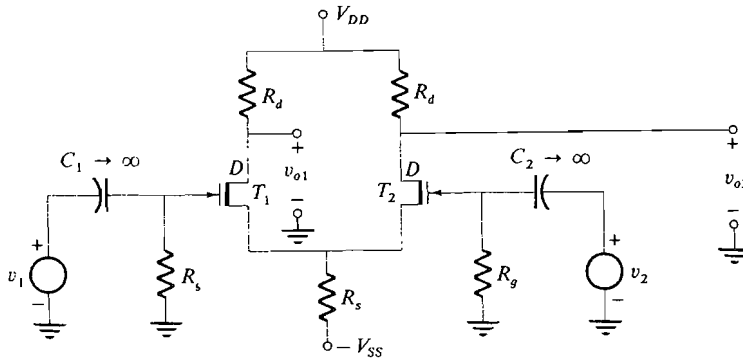 V_DD
R_d
R_d
C_1 → ∞
D
v_o1
T_1
+
−
D
T_2
C_2 → ∞
+
v_o
−
+
v_1
−
R_s
R_s
R_g
+
v_2
−
− V_SS